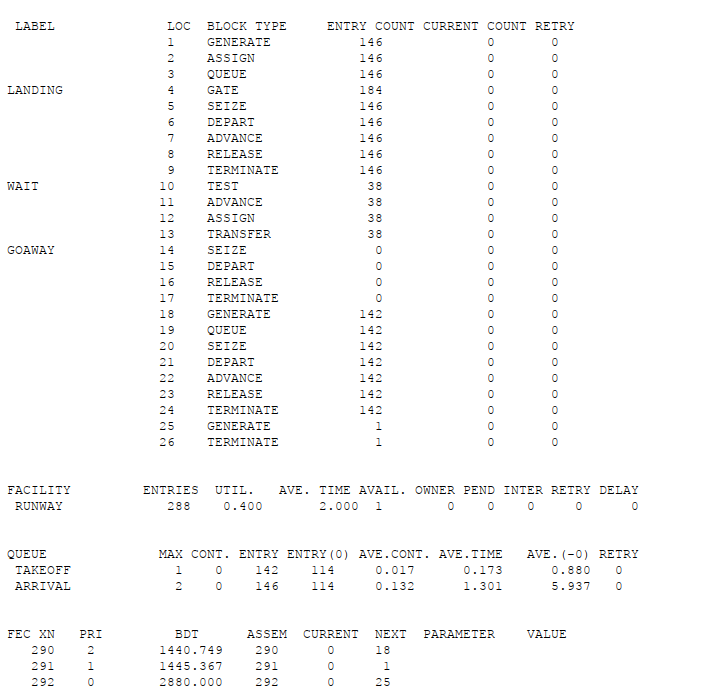 LABEL LOC BLOCK TYPE ENTRY COUNT CURRENT COUNT RETRY
1 GENERATE 146 0 0
2 ASSIGN 146 0 0
3 QUEUE 146 0 0
LANDING 4 GATE 184 0 0
5 SEIZE 146 0 0
6 DEPART 146 0 0
7 ADVANCE 146 0 0
8 RELEASE 146 0 0
9 TERMINATE 146 0 0
WAIT 10 TEST 38 0 0
11 ADVANCE 38 0 0
12 ASSIGN 38 0 0
13 TRANSFER 38 0 0
GOAWAY 14 SEIZE 0 0 0
15 DEPART 0 0 0
16 RELEASE 0 0 0
17 TERMINATE 0 0 0
18 GENERATE 142 0 0
19 QUEUE 142 0 0
20 SEIZE 142 0 0
21 DEPART 142 0 0
22 ADVANCE 142 0 0
23 RELEASE 142 0 0
24 TERMINATE 142 0 0
25 GENERATE 1 0 0
26 TERMINATE 1 0 0
FACILITY ENTRIES UTIL. AVE. TIME AVAIL. OWNER PEND INTER RETRY DELAY
RUNWAY 288 0.400 2.000 1 0 0 0 0 0
QUEUE MAX CONT. ENTRY ENTRY(0) AVE.CONT. AVE.TIME AVE.(-0) RETRY
TAKEOFF 1 0 142 114 0.017 0.173 0.880 0
ARRIVAL 2 0 146 114 0.132 1.301 5.937 0
FEC XN PRI BDT ASSEM CURRENT NEXT PARAMETER VALUE
290 2 1440.749 290 0 18
291 1 1445.367 291 0 1
292 0 2880.000 292 0 25